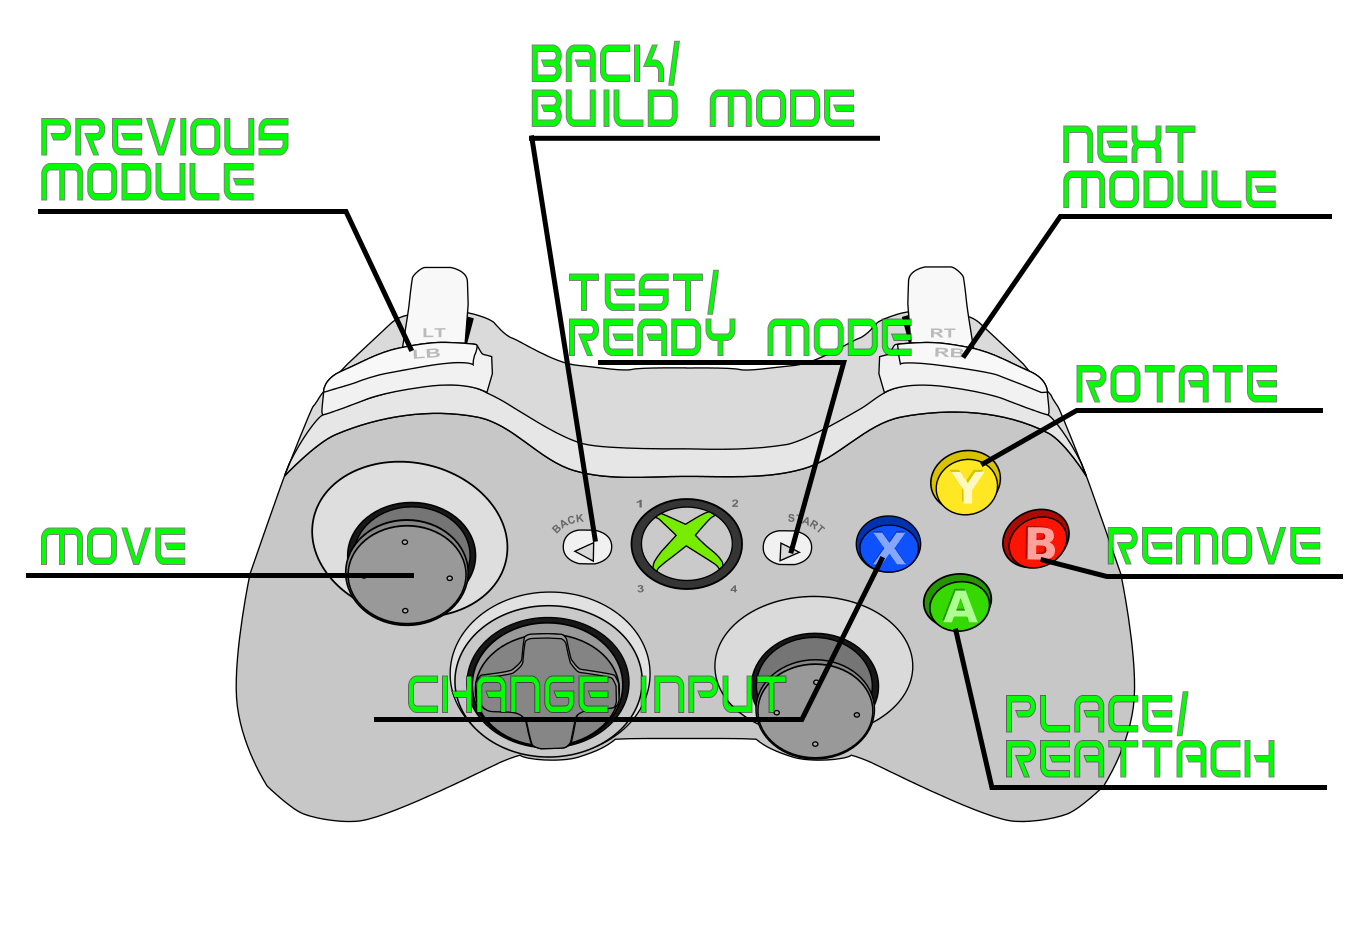 BACK/
BUILD MODE
PREVIOUS
MODULE
NEXT
MODULE
TEST/
READY MODE
LT
LB
RT
RB
ROTATE
Y
1
2
BACK
START
MOVE
X
B
REMOVE
3
4
A
CHANGE INPUT
PLACE/
REATTACH